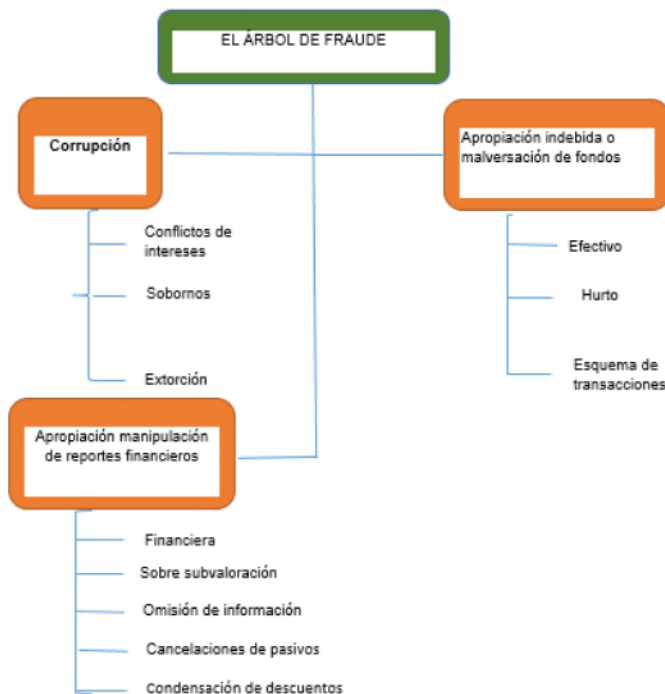 EL ÁRBOL DE FRAUDE
Corrupción
Apropiación indebida o
malversación de fondos
Conflictos de
intereses
Sobornos
Extorción
Efectivo
Hurto
Esquema de
transacciones
Apropiación manipulación
de reportes financieros
Financiera
Sobre subvaloración
Omisión de información
Cancelaciones de pasivos
Condensación de descuentos